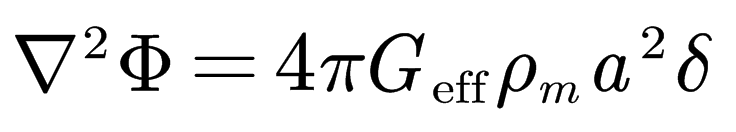 ∇²Φ = 4πG_eff ρ_m a² δ